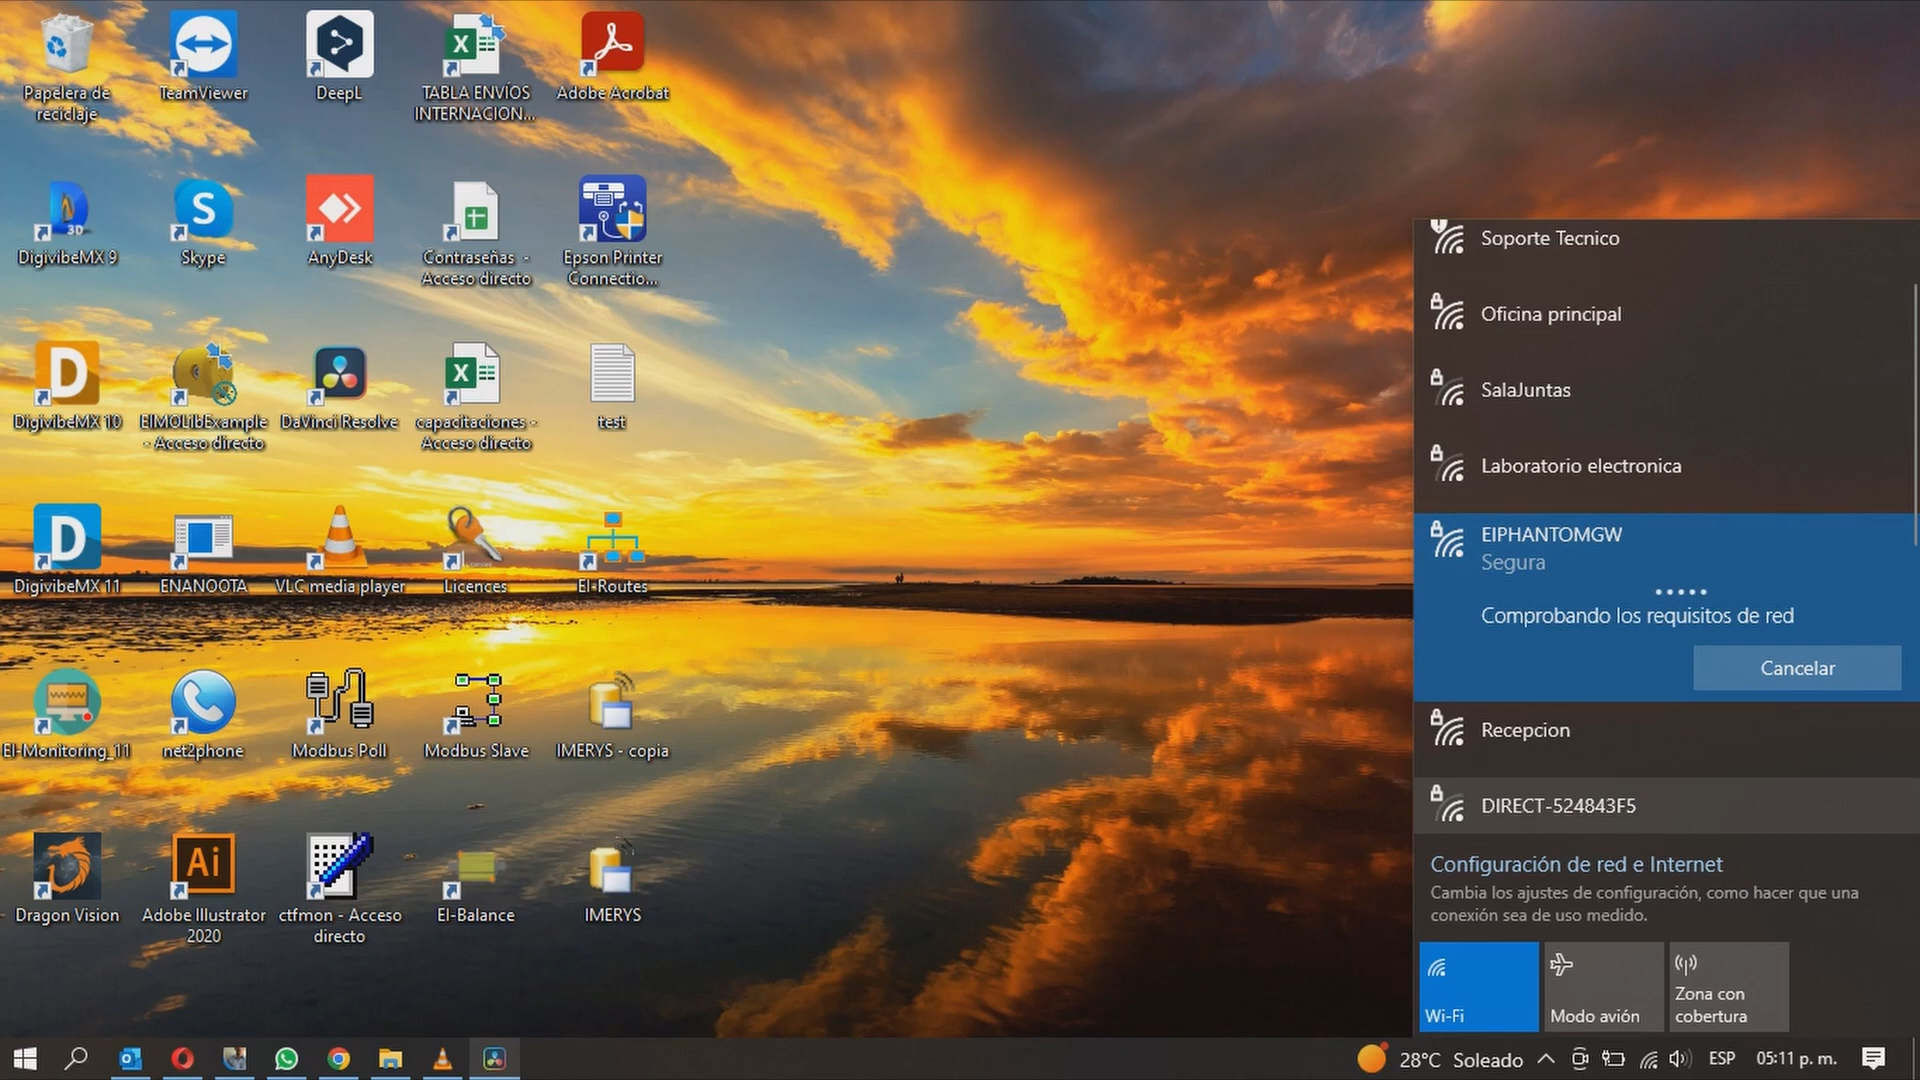 Papelera de
reciclaje
TeamViewer
DeepL
TABLA ENVÍOS
INTERNACION...
Adobe Acrobat
DigivibeMX 9
Skype
AnyDesk
Contraseñas -
Acceso directo
Epson Printer
Connectio...
DigivibeMX 10
EIMOLibExample
- Acceso directo
DaVinci Resolve
capacitaciones -
Acceso directo
test
DigivibeMX 11
ENANOOTA
VLC media player
Licences
EI-Routes
EI-Monitoring_11
net2phone
Modbus Poll
Modbus Slave
IMERYS - copia
Dragon Vision
Adobe Illustrator
2020
ctfmon - Acceso
directo
EI-Balance
IMERYS
Soporte Tecnico
Oficina principal
SalaJuntas
Laboratorio electronica
EIPHANTOMGW
Segura
Comprobando los requisitos de red
Cancelar
Recepcion
DIRECT-524843F5
Configuración de red e Internet
Cambia los ajustes de configuración, como hacer que una
conexión sea de uso medido.
Wi-Fi
Modo avión
Zona con
cobertura
28°C Soleado
ESP
05:11 p. m.